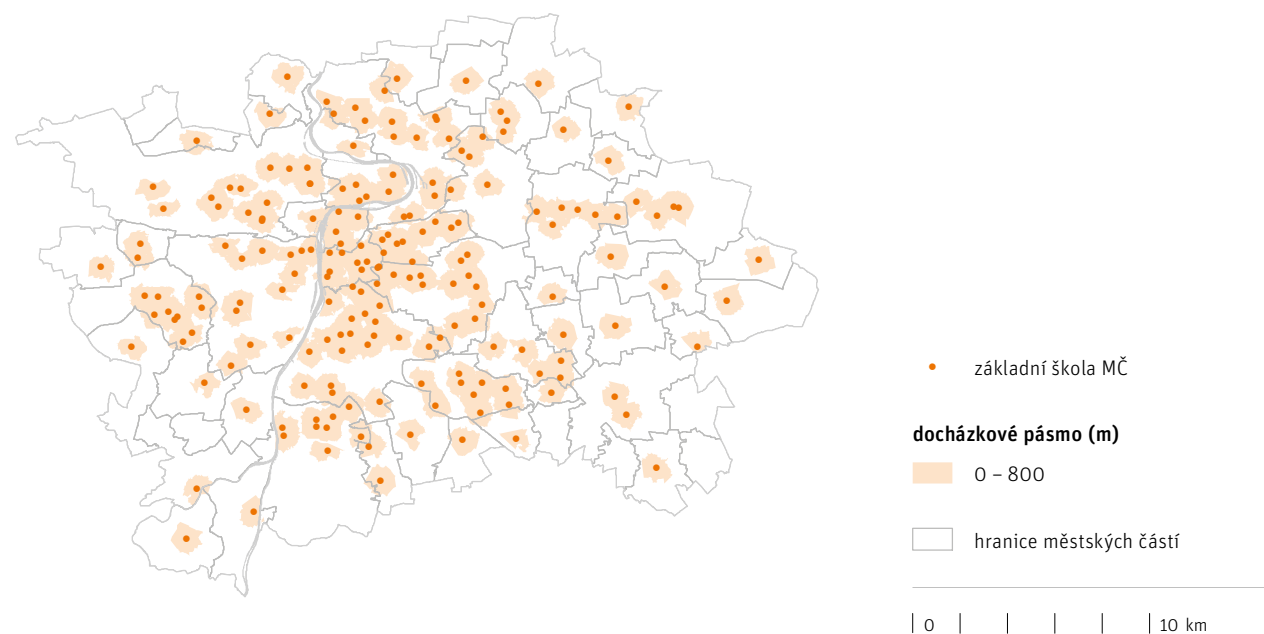 základní škola MČ
docházkové pásmo (m)
0 – 800
hranice městských částí
0 10 km